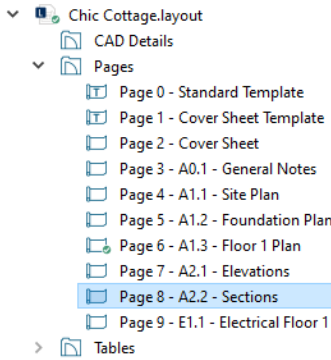 Chic Cottage.layout
CAD Details
Pages
Page 0 - Standard Template
Page 1 - Cover Sheet Template
Page 2 - Cover Sheet
Page 3 - A0.1 - General Notes
Page 4 - A1.1 - Site Plan
Page 5 - A1.2 - Foundation Plan
Page 6 - A1.3 - Floor 1 Plan
Page 7 - A2.1 - Elevations
Page 8 - A2.2 - Sections
Page 9 - E1.1 - Electrical Floor 1
Tables